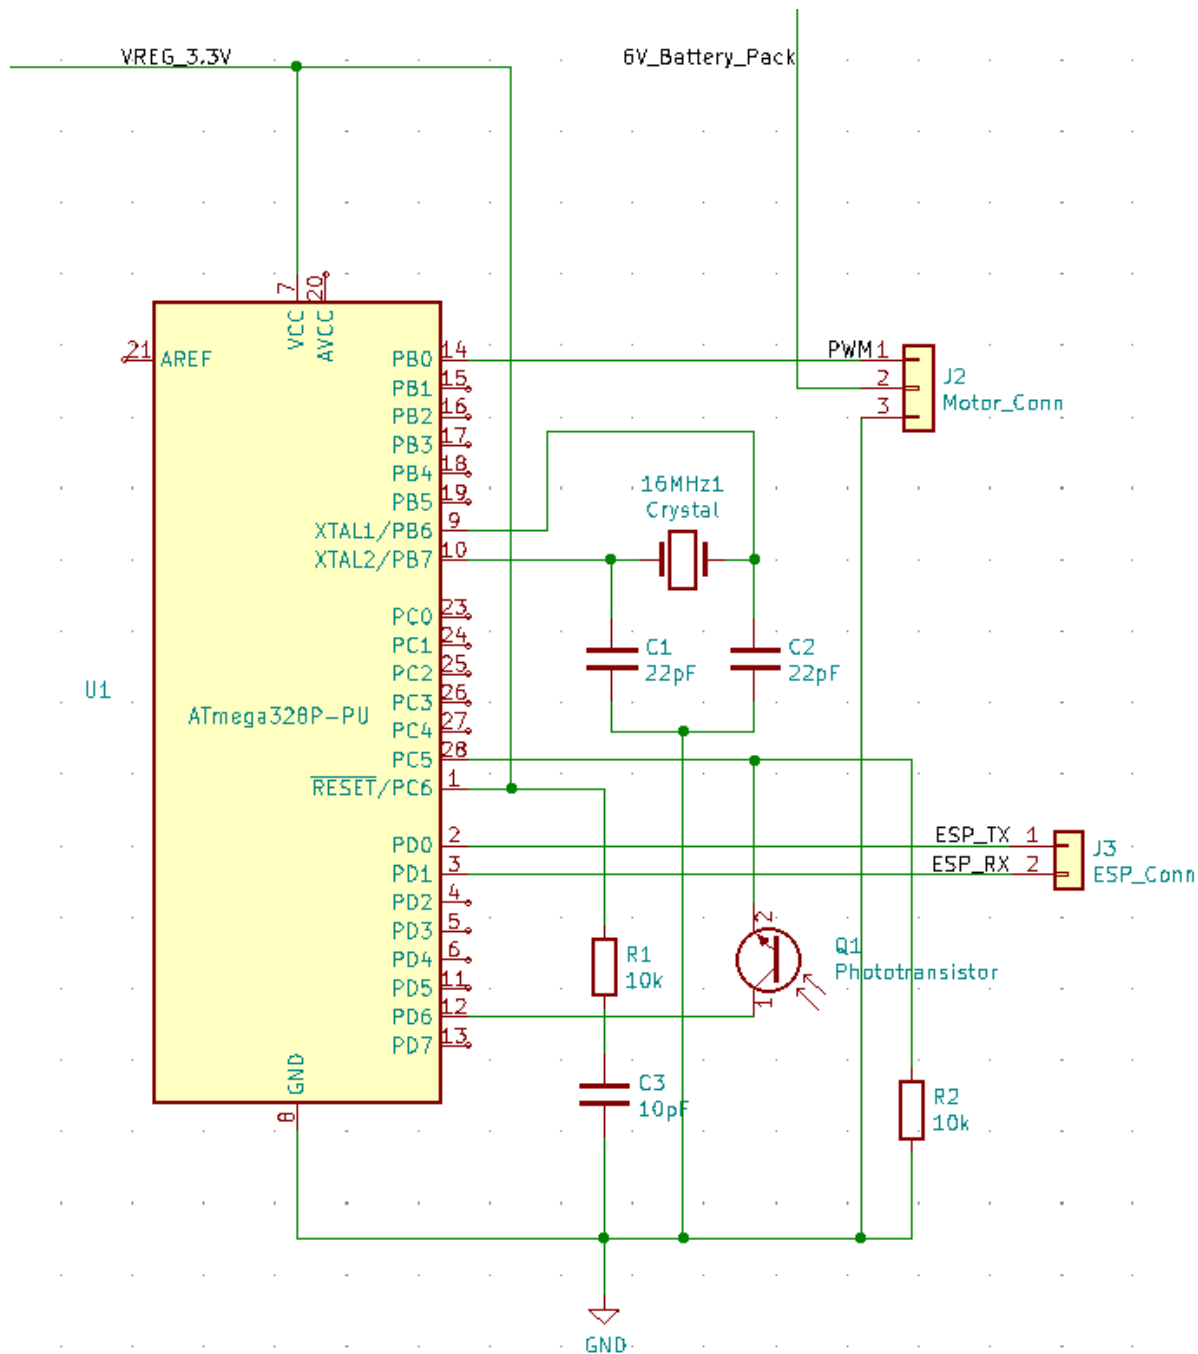 VREG_3.3V
6V_Battery_Pack
7
20
VCC
AVCC
21
AREF
PB0
14
PWM
1
2
3
J2
Motor_Conn
PB1
15
PB2
16
PB3
17
PB4
18
PB5
19
XTAL1/PB6
9
XTAL2/PB7
10
16MHz1
Crystal
PC0
23
PC1
24
PC2
25
PC3
26
PC4
27
PC5
28
RESET/PC6
1
C1
22pF
C2
22pF
U1
ATmega328P-PU
PD0
2
PD1
3
PD2
4
PD3
5
PD4
6
PD5
11
PD6
12
PD7
13
ESP_TX
1
ESP_RX
2
J3
ESP_Conn
2
Q1
Phototransistor
1
R1
10k
C3
10pF
R2
10k
GND
8
GND